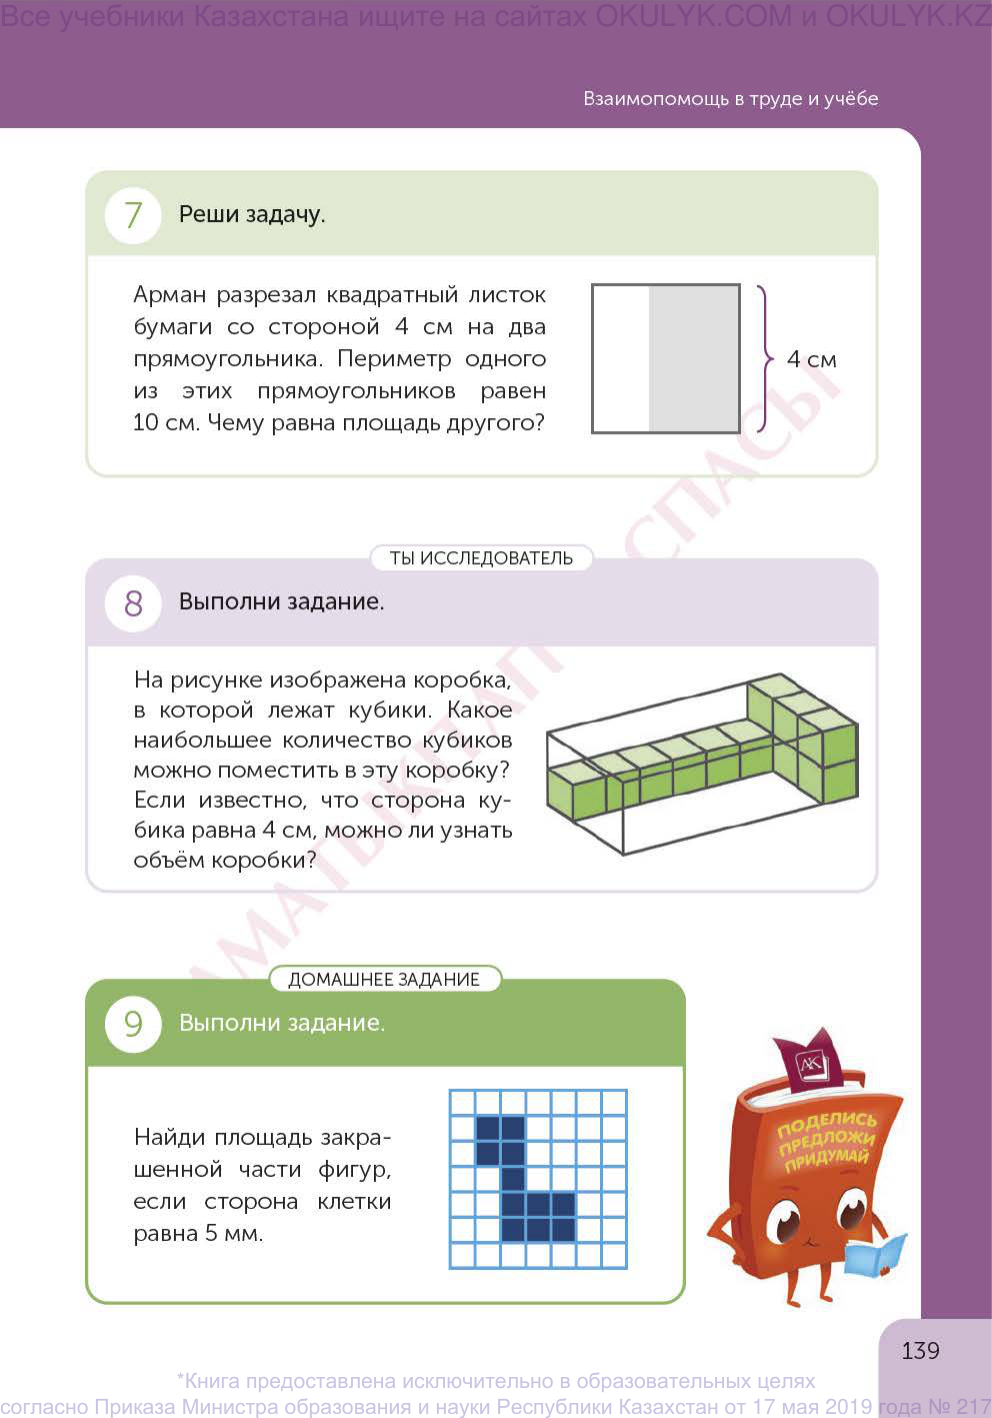 Все учебники Казахстана ищите на сайтах OKULYK.COM и OKULYK.KZ
Взаимопомощь в труде и учёбе
7 Реши задачу.
Арман разрезал квадратный листок
бумаги со стороной 4 см на два
прямоугольника. Периметр одного
из этих прямоугольников равен
10 см. Чему равна площадь другого?
4 см
ТЫ ИССЛЕДОВАТЕЛЬ
8 Выполни задание.
На рисунке изображена коробка,
в которой лежат кубики. Какое
наибольшее количество кубиков
можно поместить в эту коробку?
Если известно, что сторона ку-
бика равна 4 см, можно ли узнать
объём коробки?
АМАТЫКІТАП СПАСЫ
ДОМАШНЕЕ ЗАДАНИЕ
9 Выполни задание.
Найди площадь закра-
шенной части фигур,
если сторона клетки
равна 5 мм.
АК
ПОДЕЛИСЬ
ПРЕДЛОЖИ
ПРИДУМАЙ
139
*Книга предоставлена исключительно в образовательных целях
согласно Приказа Министра образования и науки Республики Казахстан от 17 мая 2019 года № 217